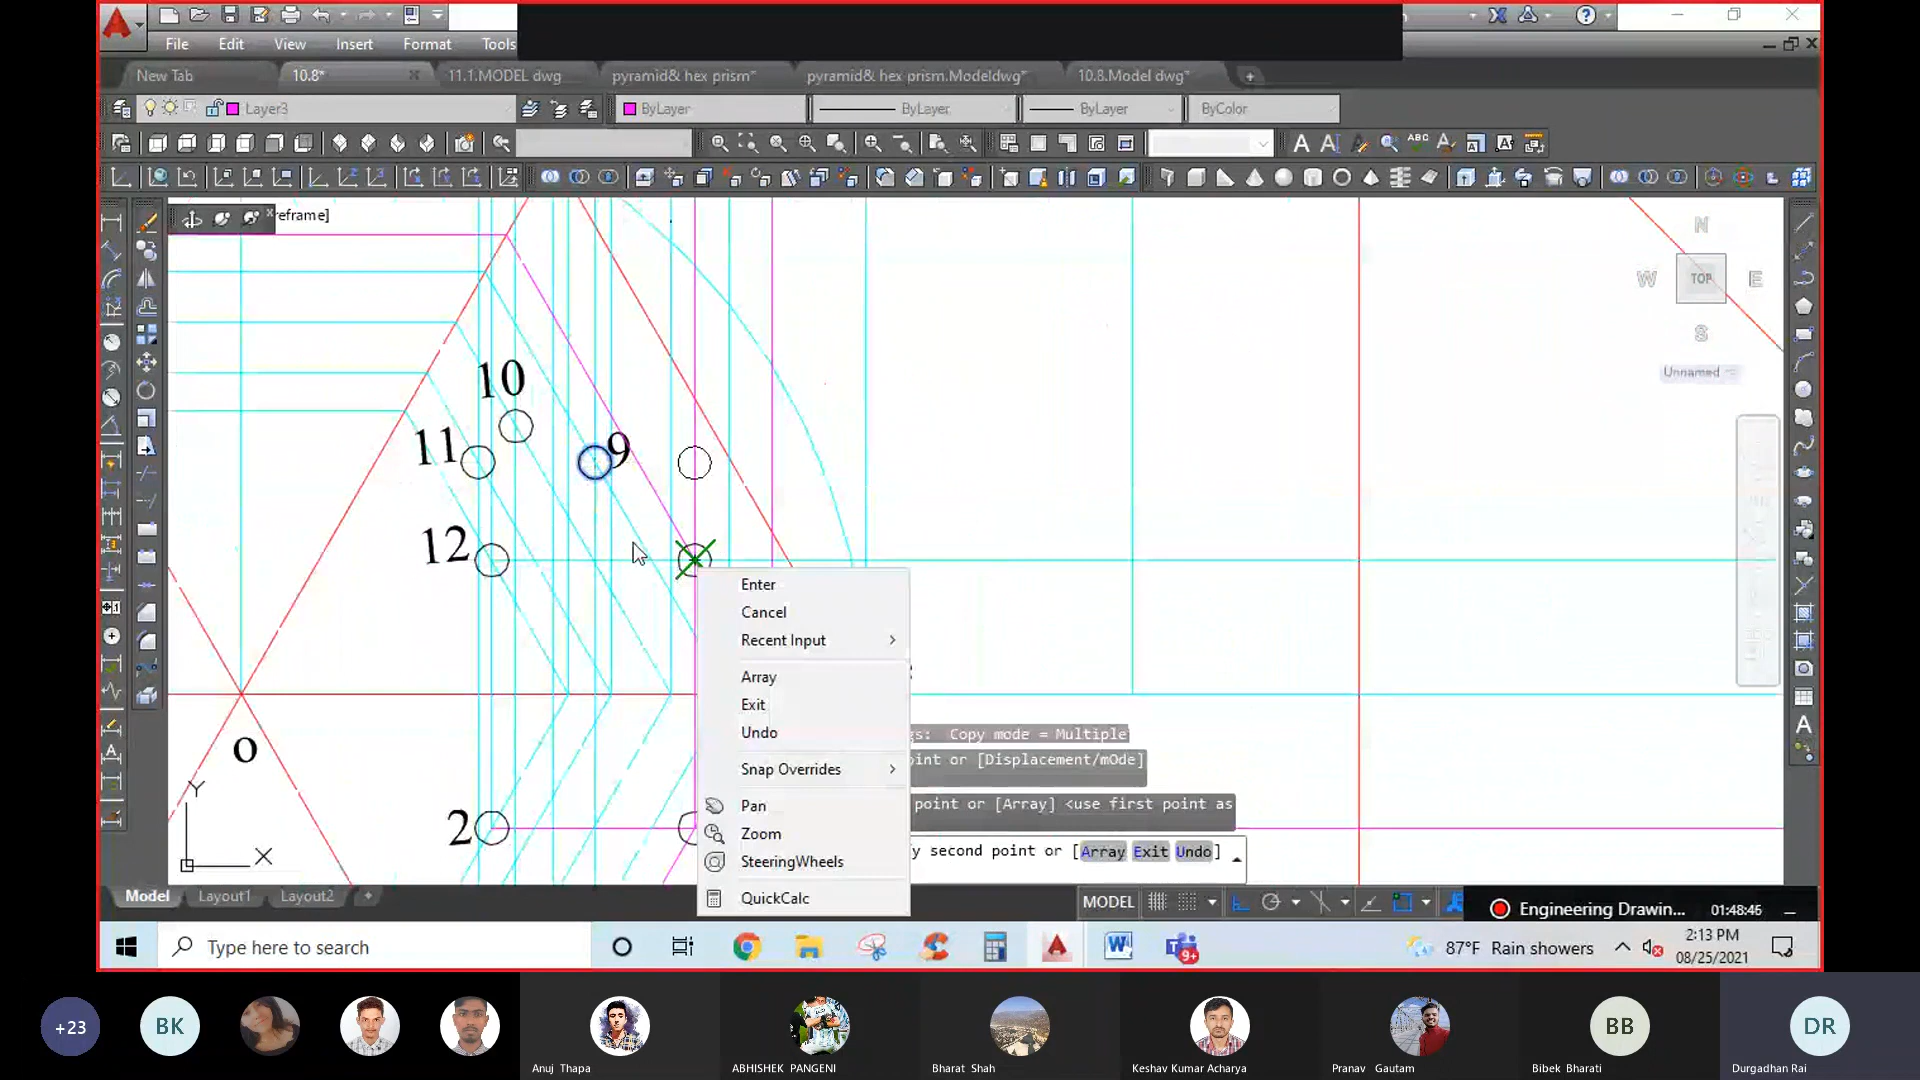 File Edit View Insert Format Tools
New Tab 10.8* 11.1.MODEL dwg pyramid& hex prism* pyramid& hex prism.Modeldwg* 10.8.Model dwg*
Layer3 ByLayer ByLayer ByLayer ByColor
eframe]
N
W TOP E
S
Unnamed
10
11 9
12
O
Y
X
2
Enter
Cancel
Recent Input
Array
Exit
Undo
Snap Overrides
Pan
Zoom
SteeringWheels
QuickCalc
gs: Copy mode = Multiple
oint or [Displacement/mOde]
point or [Array] <use first point as
y second point or [Array Exit Undo]
Model Layout1 Layout2 +
MODEL
Engineering Drawin... 01:48:46
Type here to search
9+
87°F Rain showers
2:13 PM
08/25/2021
+23 BK BB DR
Anuj Thapa ABHISHEK PANGENI Bharat Shah Keshav Kumar Acharya Pranav Gautam Bibek Bharati Durgadhan Rai